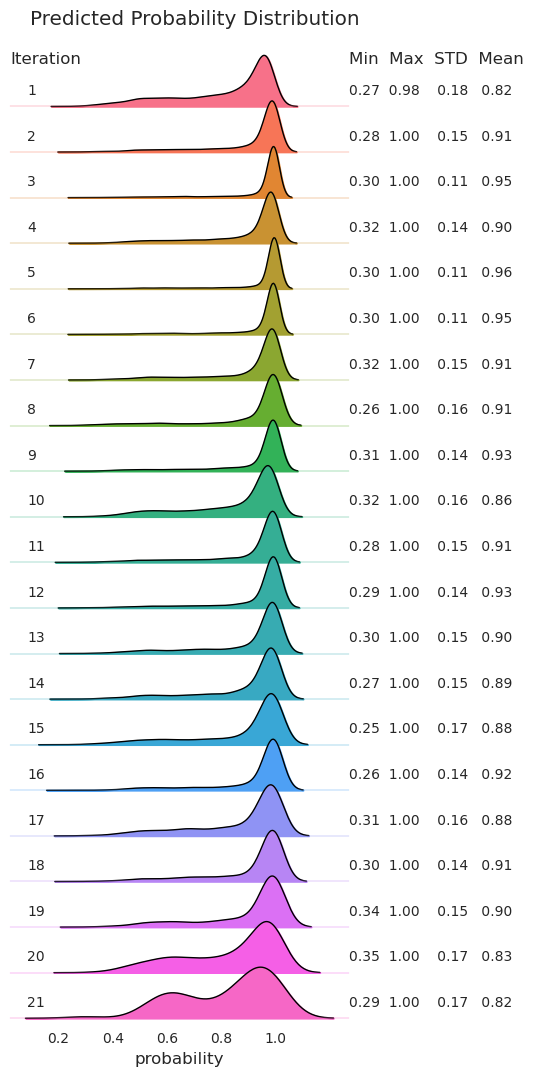 Predicted Probability Distribution
Iteration Min Max STD Mean
1 0.27 0.98 0.18 0.82
2 0.28 1.00 0.15 0.91
3 0.30 1.00 0.11 0.95
4 0.32 1.00 0.14 0.90
5 0.30 1.00 0.11 0.96
6 0.30 1.00 0.11 0.95
7 0.32 1.00 0.15 0.91
8 0.26 1.00 0.16 0.91
9 0.31 1.00 0.14 0.93
10 0.32 1.00 0.16 0.86
11 0.28 1.00 0.15 0.91
12 0.29 1.00 0.14 0.93
13 0.30 1.00 0.15 0.90
14 0.27 1.00 0.15 0.89
15 0.25 1.00 0.17 0.88
16 0.26 1.00 0.14 0.92
17 0.31 1.00 0.16 0.88
18 0.30 1.00 0.14 0.91
19 0.34 1.00 0.15 0.90
20 0.35 1.00 0.17 0.83
21 0.29 1.00 0.17 0.82
0.2 0.4 0.6 0.8 1.0
probability